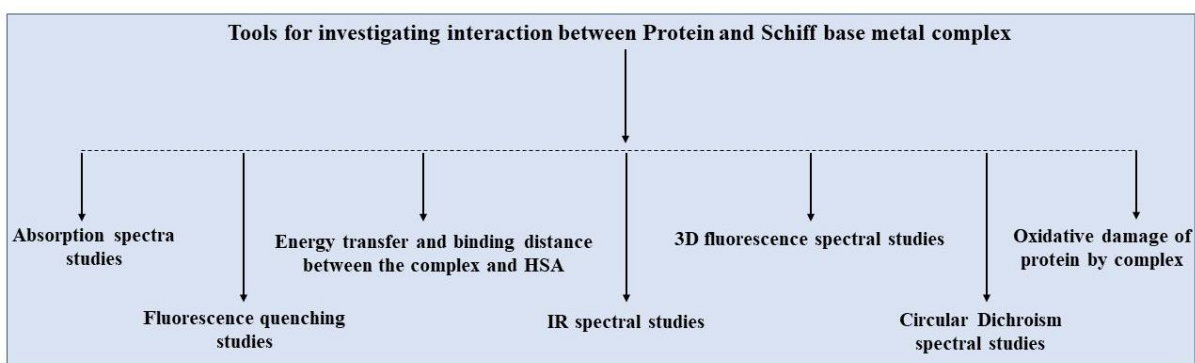 Tools for investigating interaction between Protein and Schiff base metal complex
Absorption spectra
studies
Fluorescence quenching
studies
Energy transfer and binding distance
between the complex and HSA
IR spectral studies
3D fluorescence spectral studies
Circular Dichroism
spectral studies
Oxidative damage of
protein by complex